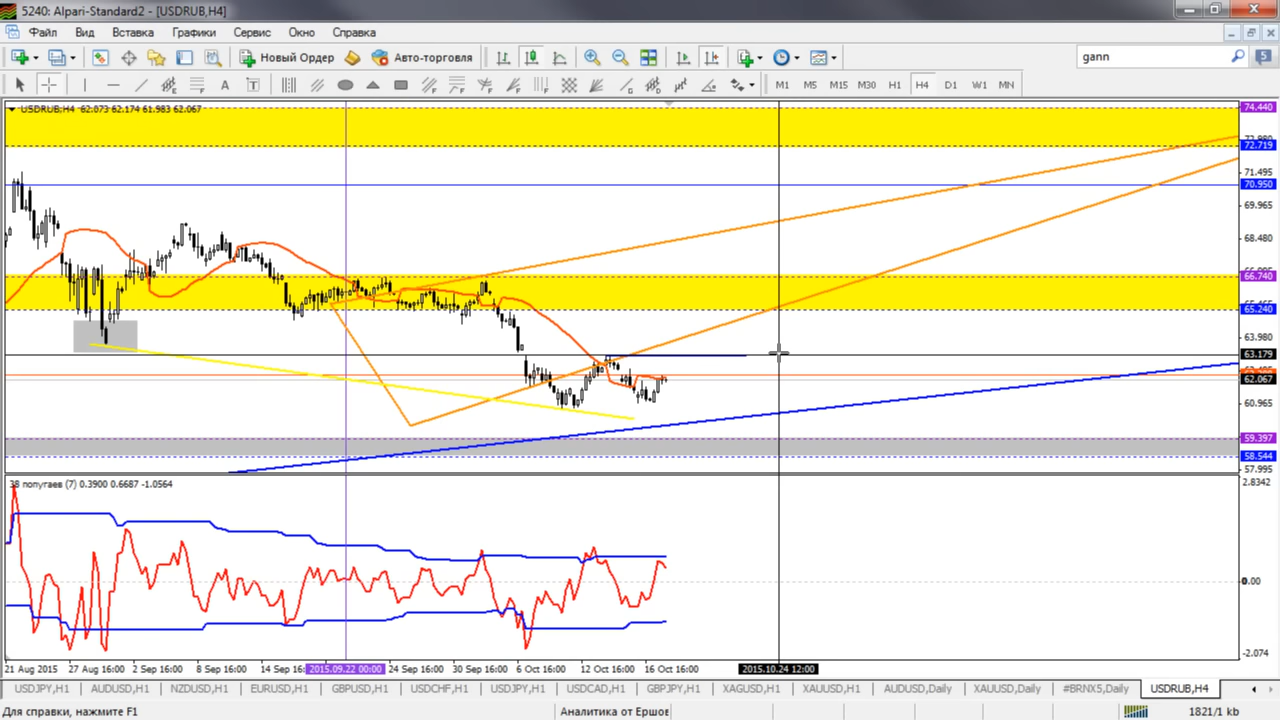 5240: Alpari-Standard2 - [USDRUB,H4]
Файл Вид Вставка Графики Сервис Окно Справка
Новый Ордер Авто-торговля gann 5
A T M1 M5 M15 M30 H1 H4 D1 W1 MN
USDRUB,H4 62.073 62.174 61.983 62.067
74.440
72.719
71.495
70.950
69.965
68.480
66.740
65.240
63.980
63.179
62.067
60.965
59.397
58.544
57.995
38 попугаев (7) 0.3900 0.6687 -1.0564
2.8342
0.00
-2.074
21 Aug 2015 27 Aug 16:00 2 Sep 16:00 8 Sep 16:00 14 Sep 16: 2015.09.22 00:00 24 Sep 16:00 30 Sep 16:00 6 Oct 16:00 12 Oct 16:00 16 Oct 16:00 2015.10.24 12:00
USDJPY,H1 AUDUSD,H1 NZDUSD,H1 EURUSD,H1 GBPUSD,H1 USDCHF,H1 USDJPY,H1 USDCAD,H1 GBPJPY,H1 XAGUSD,H1 XAUUSD,H1 AUDUSD,Daily XAUUSD,Daily #BRNX5,Daily USDRUB,H4
Для справки, нажмите F1 Аналитика от Ершов 1821/1 kb